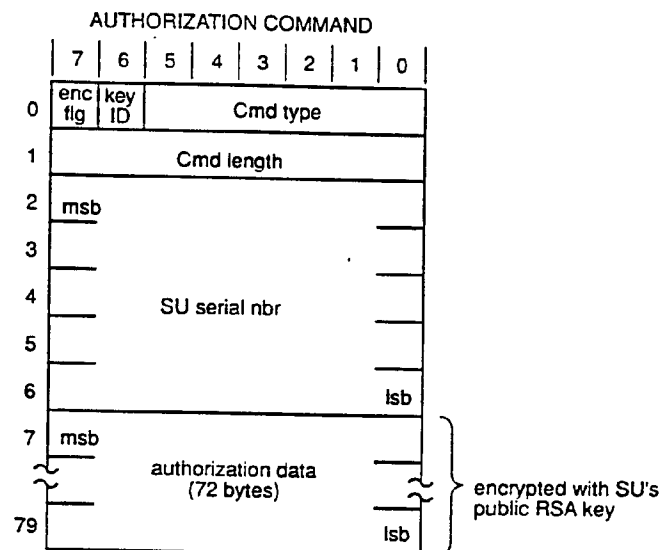 AUTHORIZATION COMMAND
7 6 5 4 3 2 1 0
0 enc flg key ID Cmd type
1 Cmd length
2 msb
3
4 SU serial nbr
5
6 lsb
7 msb
authorization data
(72 bytes)
encrypted with SU's
public RSA key
79 lsb